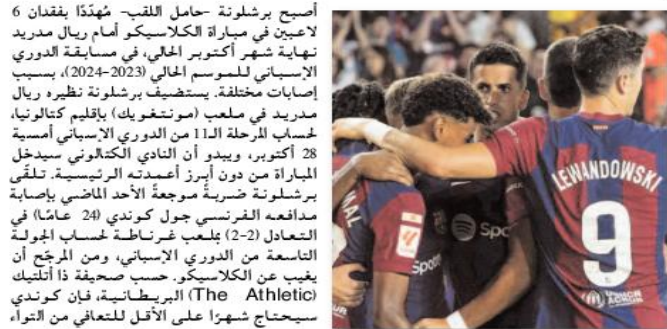 أصبح برشلونة -حامل اللقب- مُهدّدًا بفقدان 6
لاعبين في مباراة الكلاسيكو أمام ريال مدريد
نهاية شهر أكتوبر الحالي، في مسابقة الدوري
الإسباني للموسم الحالي (2023-2024)، بسبب
إصابات مختلفة. يستضيف برشلونة نظيره ريال
مدريد في ملعب (مونتغويك) بإقليم كتالونيا،
لحساب المرحلة الـ11 من الدوري الإسباني أمسية
28 أكتوبر، ويبدو أن النادي الكتالوني سيدخل
المباراة من دون أبرز أعمدته الرئيسية. تلقّى
برشلونة ضربةً موجعةً الأحد الماضي بإصابة
مدافعه الفرنسي جول كوندي (24 عامًا) في
التعادل (2-2) بملعب غرناطة لحساب الجولة
التاسعة من الدوري الإسباني، ومن المرجّح أن
يغيب عن الكلاسيكو. حسب صحيفة ذا أتلتيك
(The Athletic) البريطانية، فإن كوندي
سيحتاج شهرًا على الأقل للتعافي من التواء
LEWANDOWSKI
9
Spotify